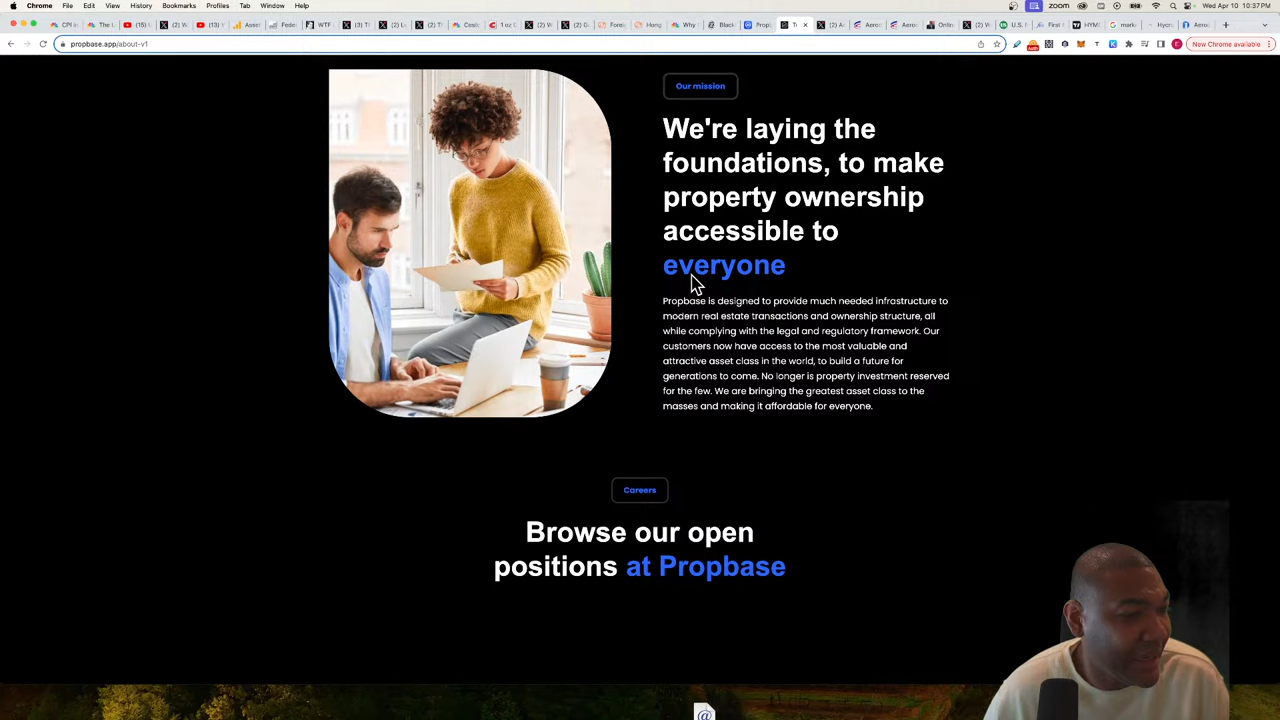 Chrome File Edit View History Bookmarks Profiles Tab Window Help
Wed Apr 10 10:37PM
zoom
propbase.app/about-v1
New Chrome available
Our mission
We're laying the
foundations, to make
property ownership
accessible to
everyone
Propbase is designed to provide much needed infrastructure to
modern real estate transactions and ownership structure, all
while complying with the legal and regulatory framework. Our
customers now have access to the most valuable and
attractive asset class in the world, to build a future for
generations to come. No longer is property investment reserved
for the few. We are bringing the greatest asset class to the
masses and making it affordable for everyone.
Careers
Browse our open
positions at Propbase
@